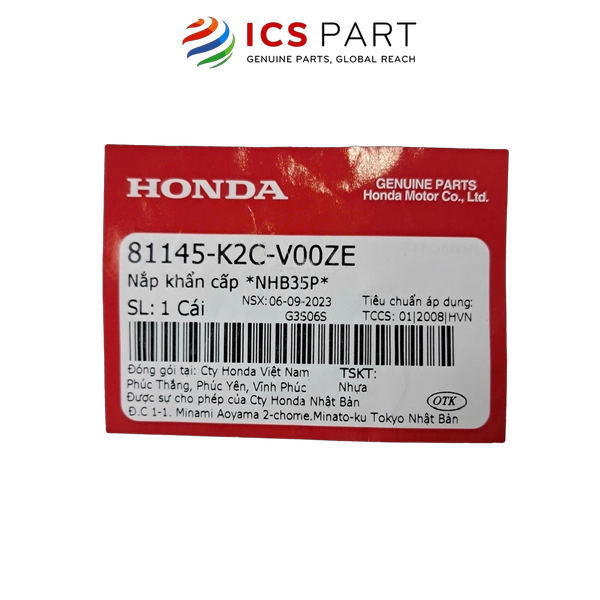 ICS PART
GENUINE PARTS, GLOBAL REACH
HONDA
GENUINE PARTS
Honda Motor Co., Ltd.
81145-K2C-V00ZE
Nắp khẩn cấp *NHB35P*
SL: 1 Cái
NSX: 06-09-2023
G3S06S
Tiêu chuẩn áp dụng:
TCCS: 01|2008|HVN
Đóng gói tại: Cty Honda Việt Nam
Phúc Thắng, Phúc Yên, Vĩnh Phúc
TSKT:
Nhựa
Được sư cho phép của Cty Honda Nhật Bản
Đ.C 1-1. Minami Aoyama 2-chome.Minato-ku Tokyo Nhật Bản
OTK